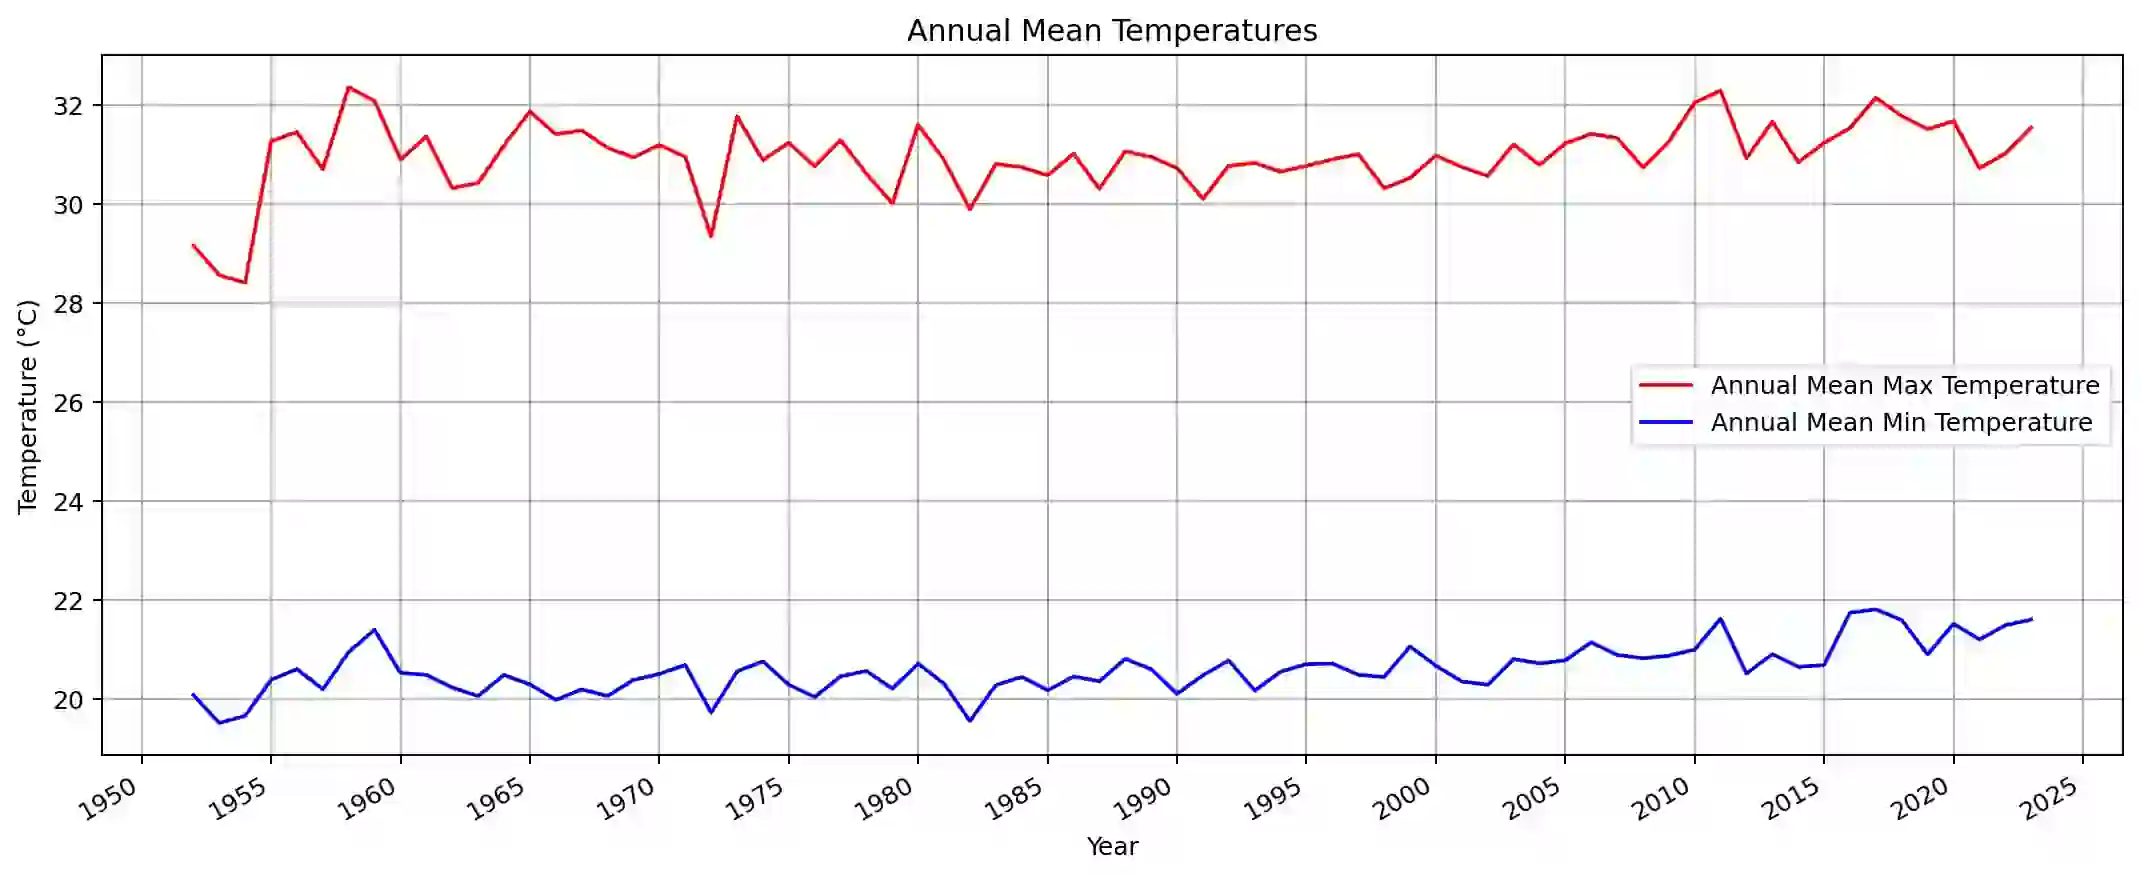 Annual Mean Temperatures
Temperature (°C)
32
30
28
26
24
22
20
Annual Mean Max Temperature
Annual Mean Min Temperature
1950 1955 1960 1965 1970 1975 1980 1985 1990 1995 2000 2005 2010 2015 2020 2025
Year